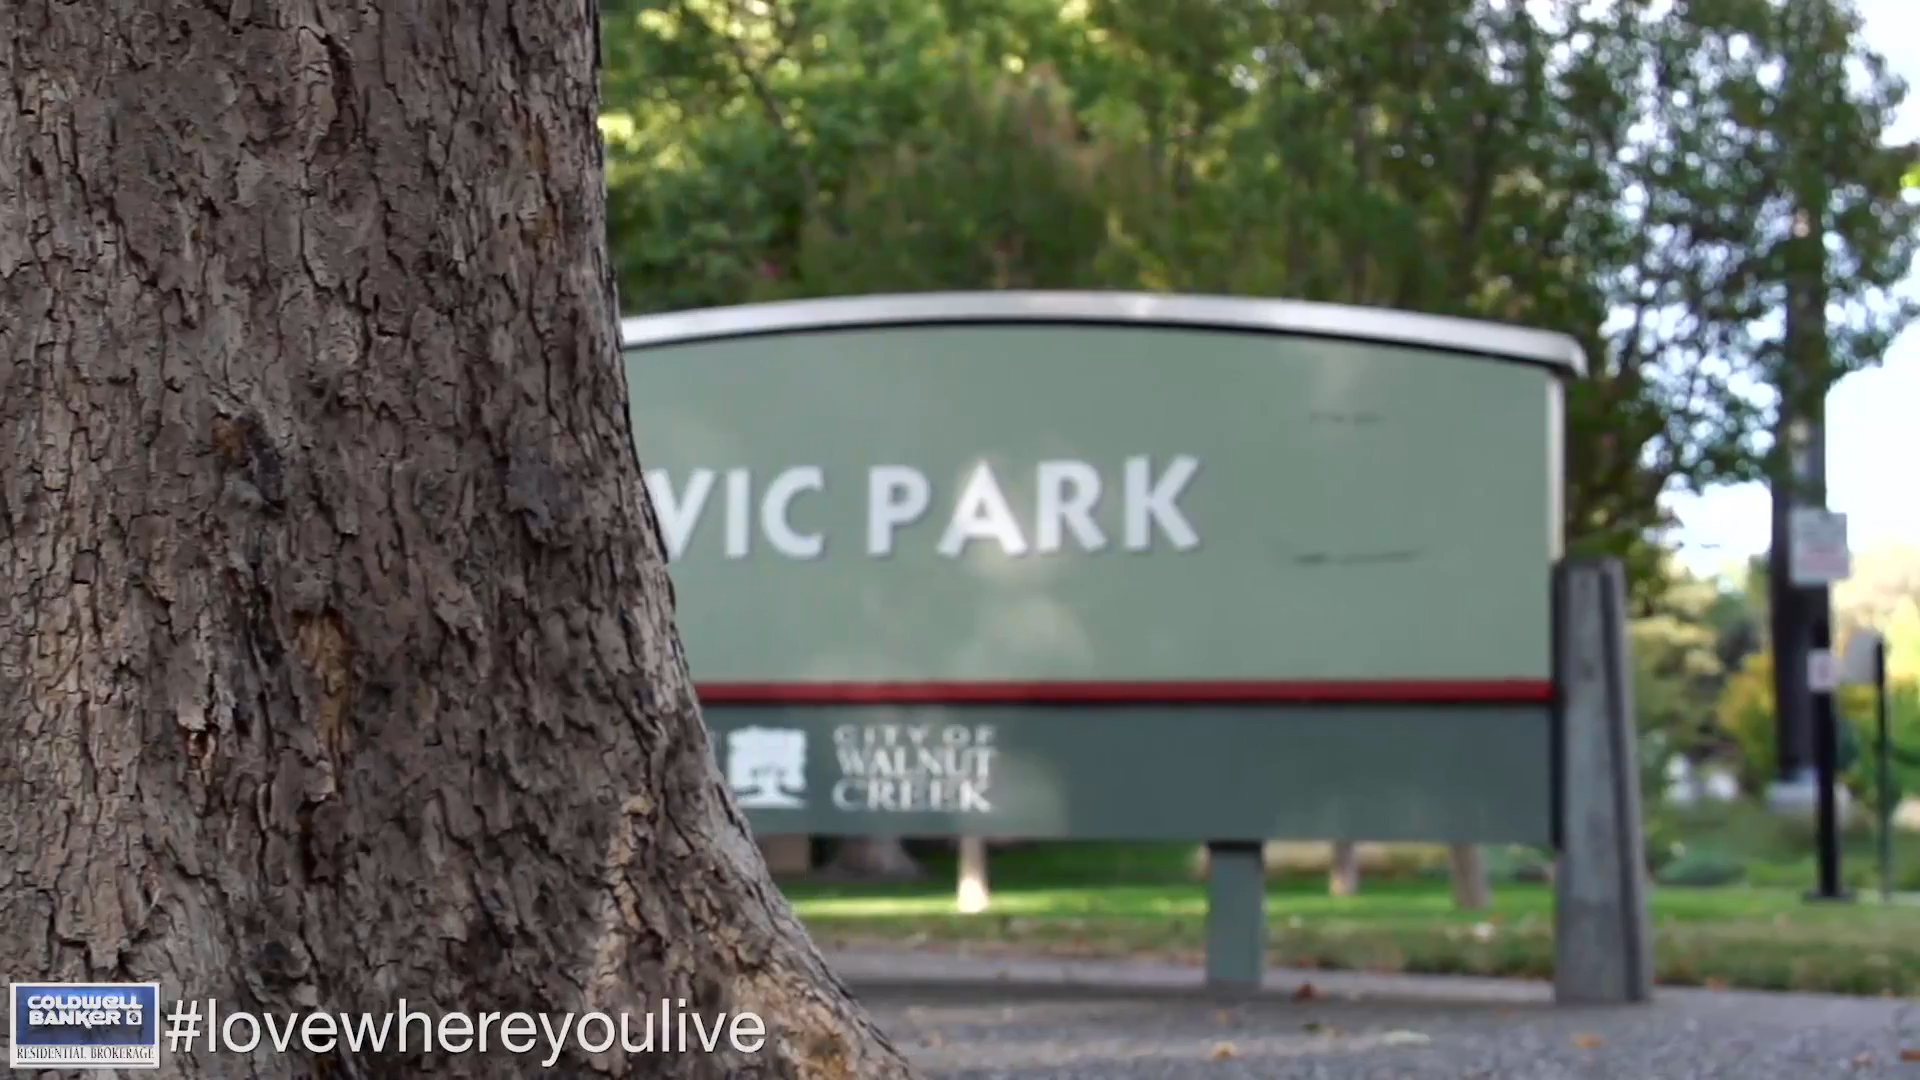 VIC PARK
CITY OF
WALNUT
CREEK
COLDWELL
BANKER
RESIDENTIAL BROKERAGE
#lovewhereyoulive